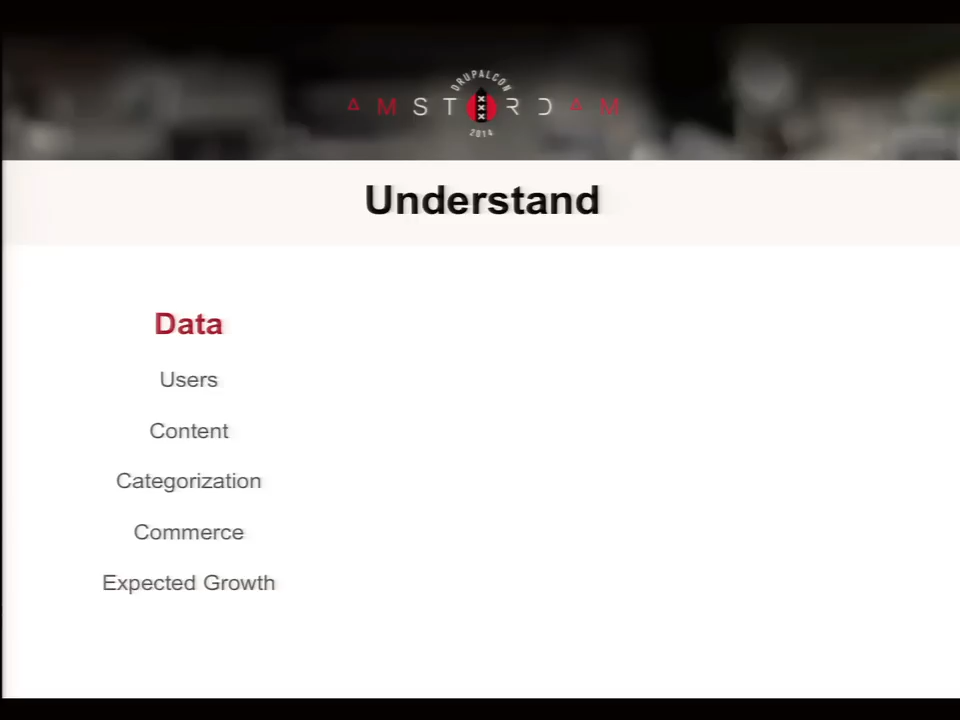 DRUPALCON
AMSTERDAM
2014
Understand
Data
Users
Content
Categorization
Commerce
Expected Growth